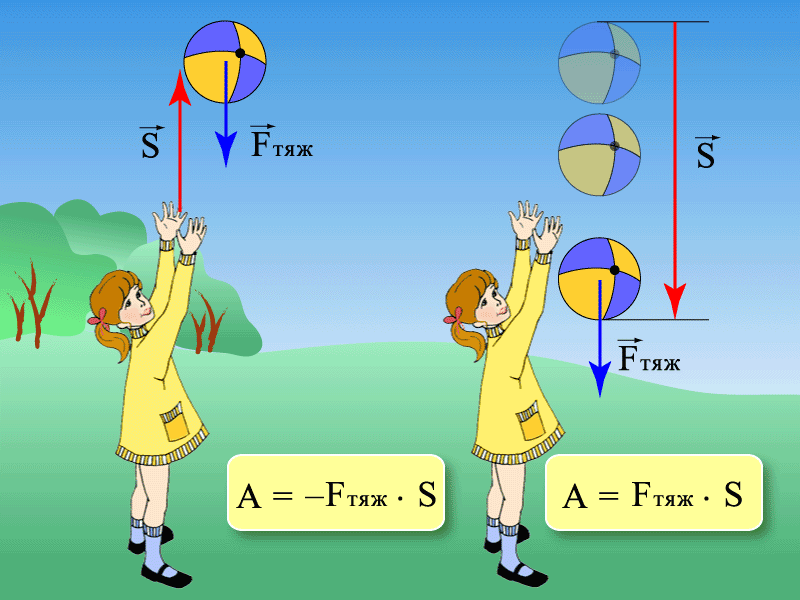 S
Fтяж
S
Fтяж
A = –Fтяж · S
A = Fтяж · S